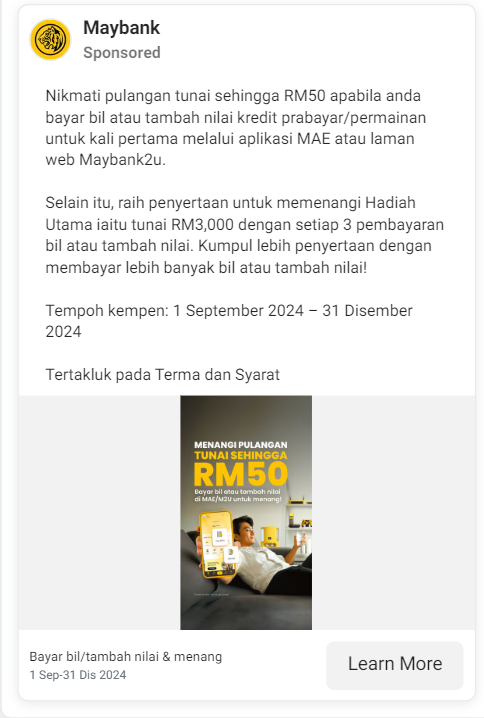 Maybank
Sponsored
Nikmati pulangan tunai sehingga RM50 apabila anda
bayar bil atau tambah nilai kredit prabayar/permainan
untuk kali pertama melalui aplikasi MAE atau laman
web Maybank2u.
Selain itu, raih penyertaan untuk memenangi Hadiah
Utama iaitu tunai RM3,000 dengan setiap 3 pembayaran
bil atau tambah nilai. Kumpul lebih penyertaan dengan
membayar lebih banyak bil atau tambah nilai!
Tempoh kempen: 1 September 2024 – 31 Disember
2024
Tertakluk pada Terma dan Syarat
MENANGI PULANGAN
TUNAI SEHINGGA
RM50
Bayar bil atau tambah nilai
di MAE/M2U untuk menang!
Bayar bil/tambah nilai & menang
1 Sep-31 Dis 2024
Learn More